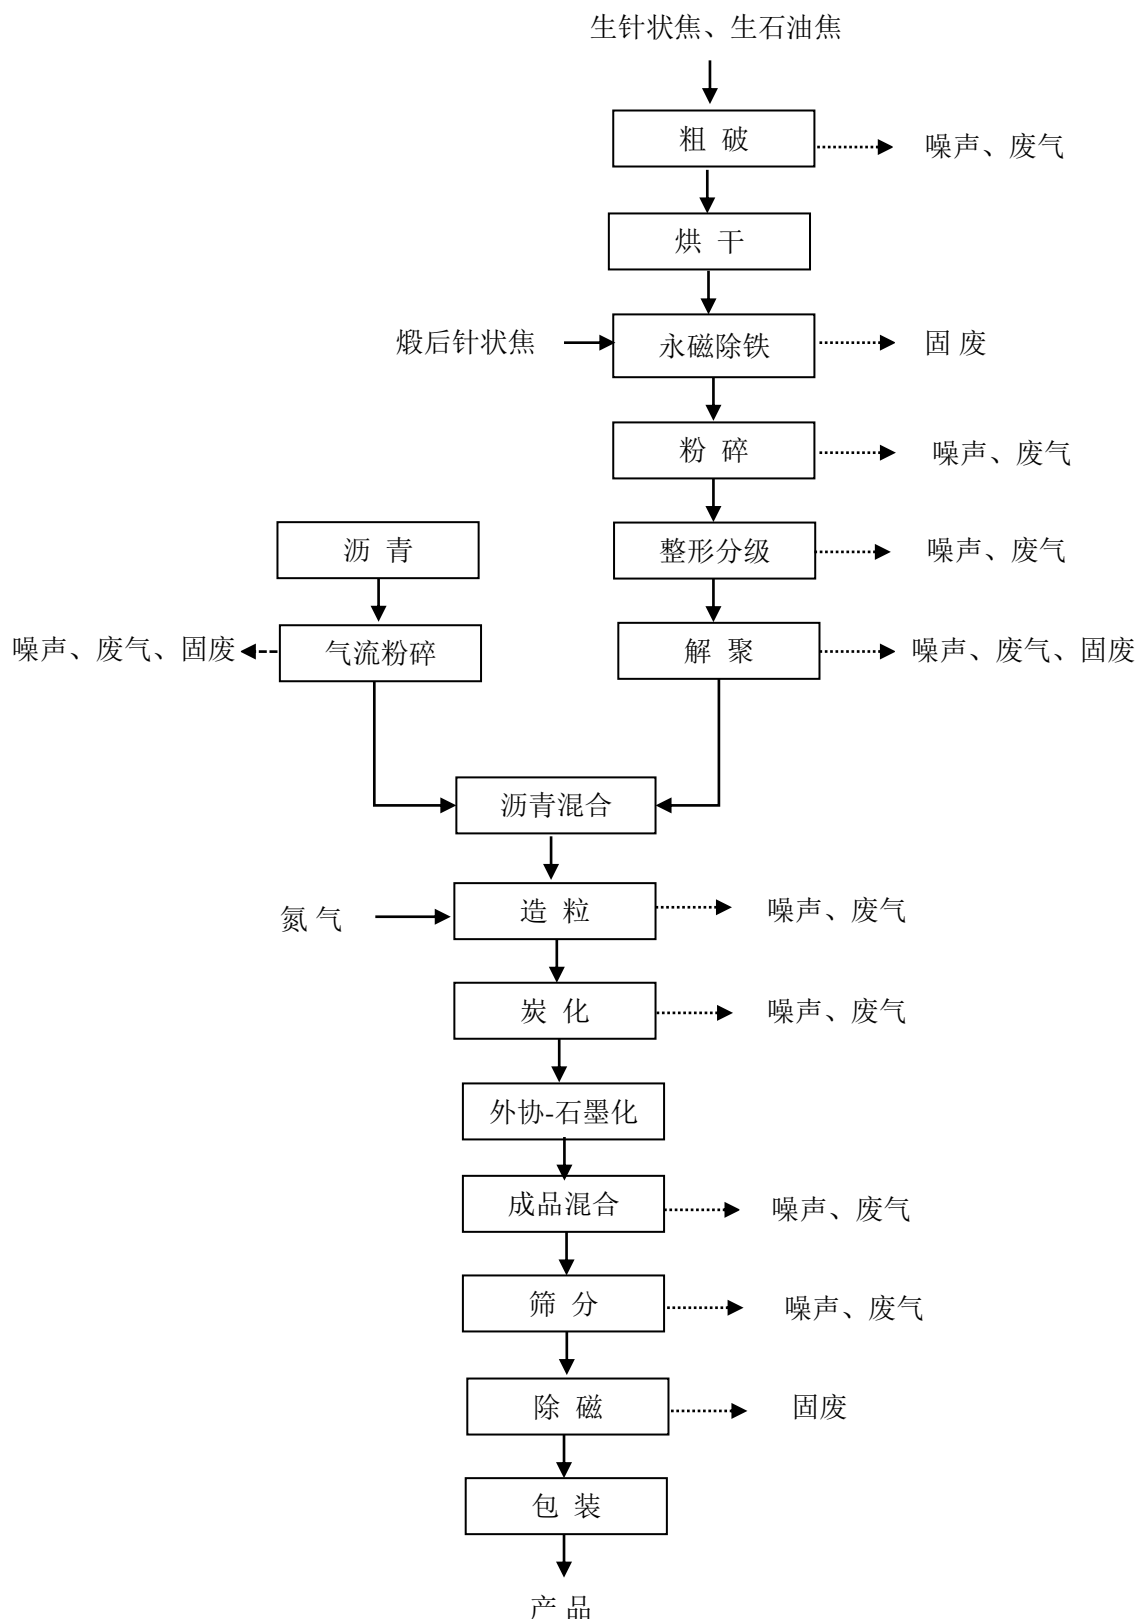 生针状焦、生石油焦
粗 破
噪声、废气
烘 干
煅后针状焦
永磁除铁
固 废
粉 碎
噪声、废气
沥 青
整形分级
噪声、废气
噪声、废气、固废
气流粉碎
解 聚
噪声、废气、固废
沥青混合
氮 气
造 粒
噪声、废气
炭 化
噪声、废气
外协-石墨化
成品混合
噪声、废气
筛 分
噪声、废气
除 磁
固废
包 装
产 品